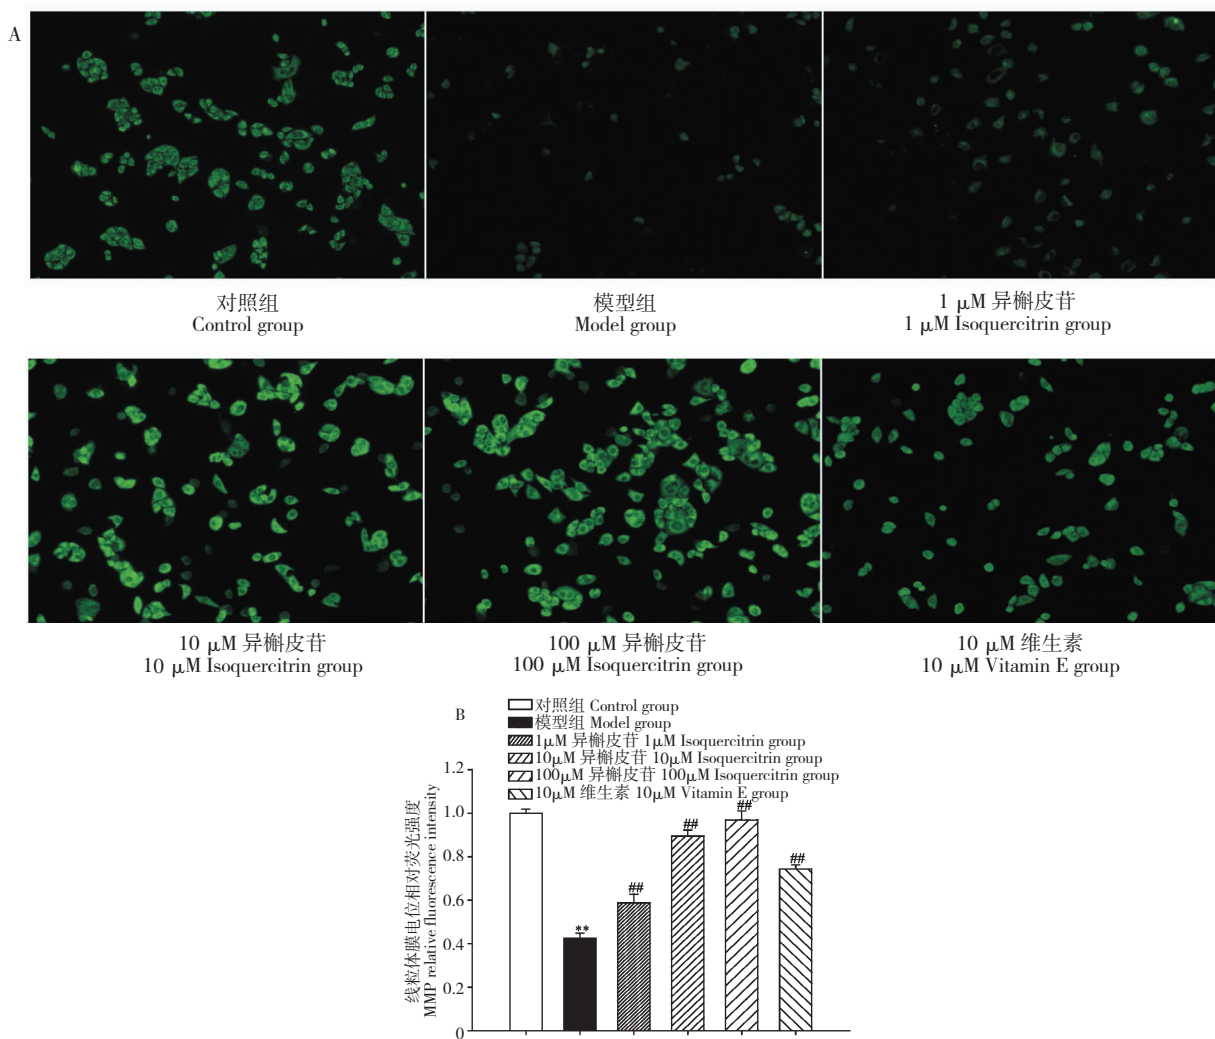 A
对照组
Control group
模型组
Model group
1 μM 异槲皮苷
1 μM Isoquercitrin group
10 μM 异槲皮苷
10 μM Isoquercitrin group
100 μM 异槲皮苷
100 μM Isoquercitrin group
10 μM 维生素
10 μM Vitamin E group
B
对照组 Control group
模型组 Model group
1μM 异槲皮苷 1μM Isoquercitrin group
10μM 异槲皮苷 10μM Isoquercitrin group
100μM 异槲皮苷 100μM Isoquercitrin group
10μM 维生素 10μM Vitamin E group
线粒体膜电位相对荧光强度
MMP relative fluorescence intensity
1.2
1.0
0.8
0.6
0.4
0.2
0
**
##
##
##
##